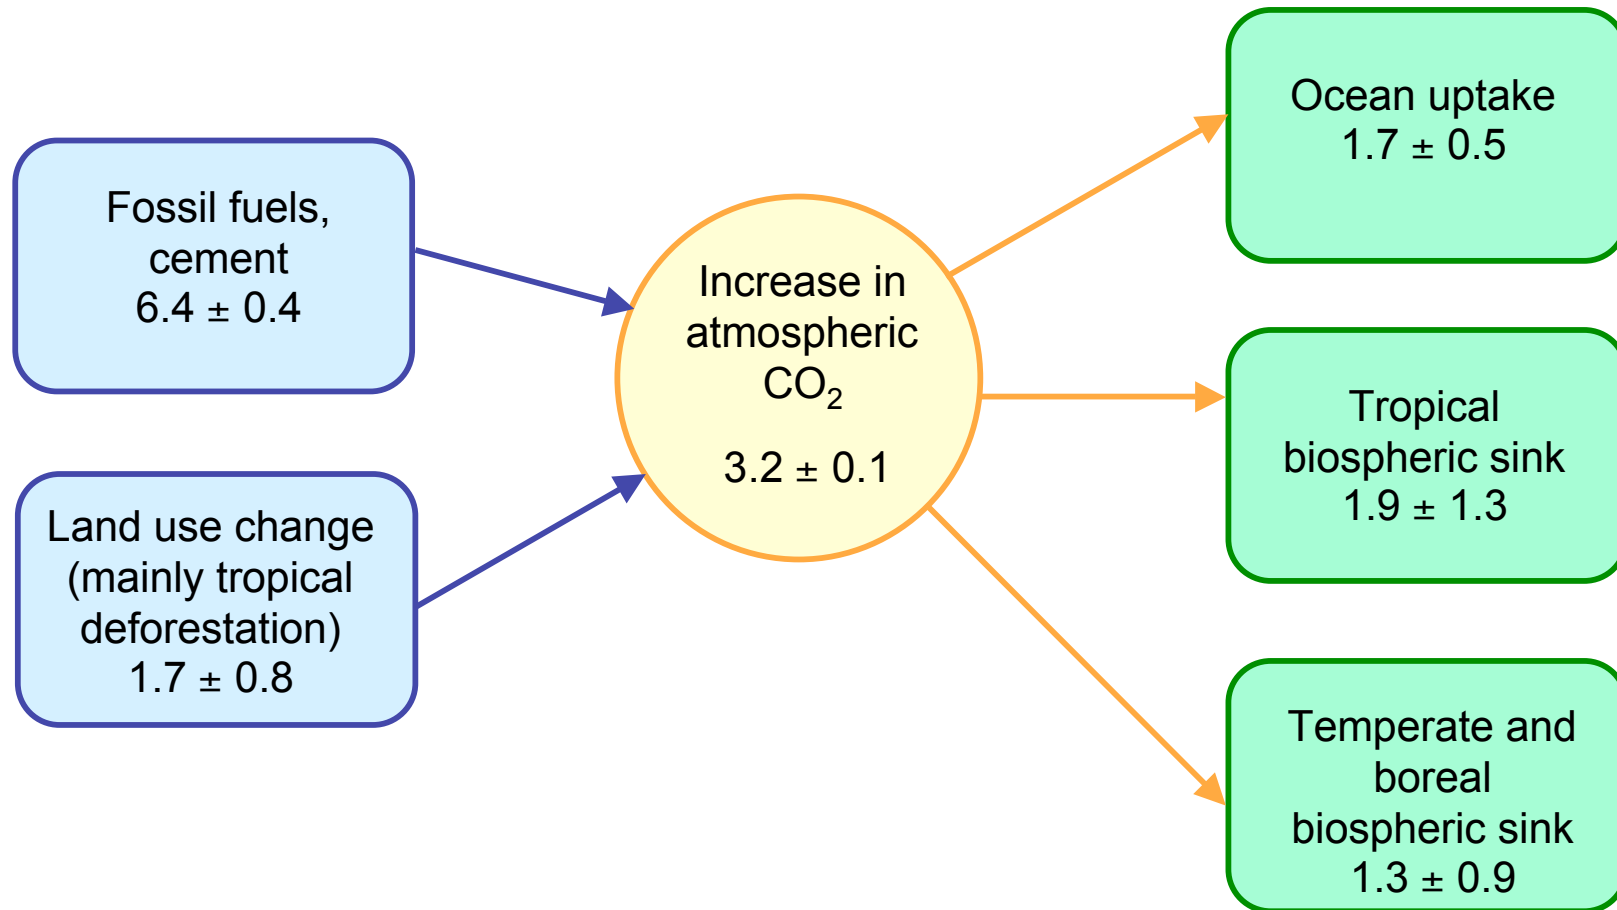 Fossil fuels,
cement
6.4 ± 0.4
Land use change
(mainly tropical
deforestation)
1.7 ± 0.8
Increase in
atmospheric
CO₂
3.2 ± 0.1
Ocean uptake
1.7 ± 0.5
Tropical
biospheric sink
1.9 ± 1.3
Temperate and
boreal
biospheric sink
1.3 ± 0.9